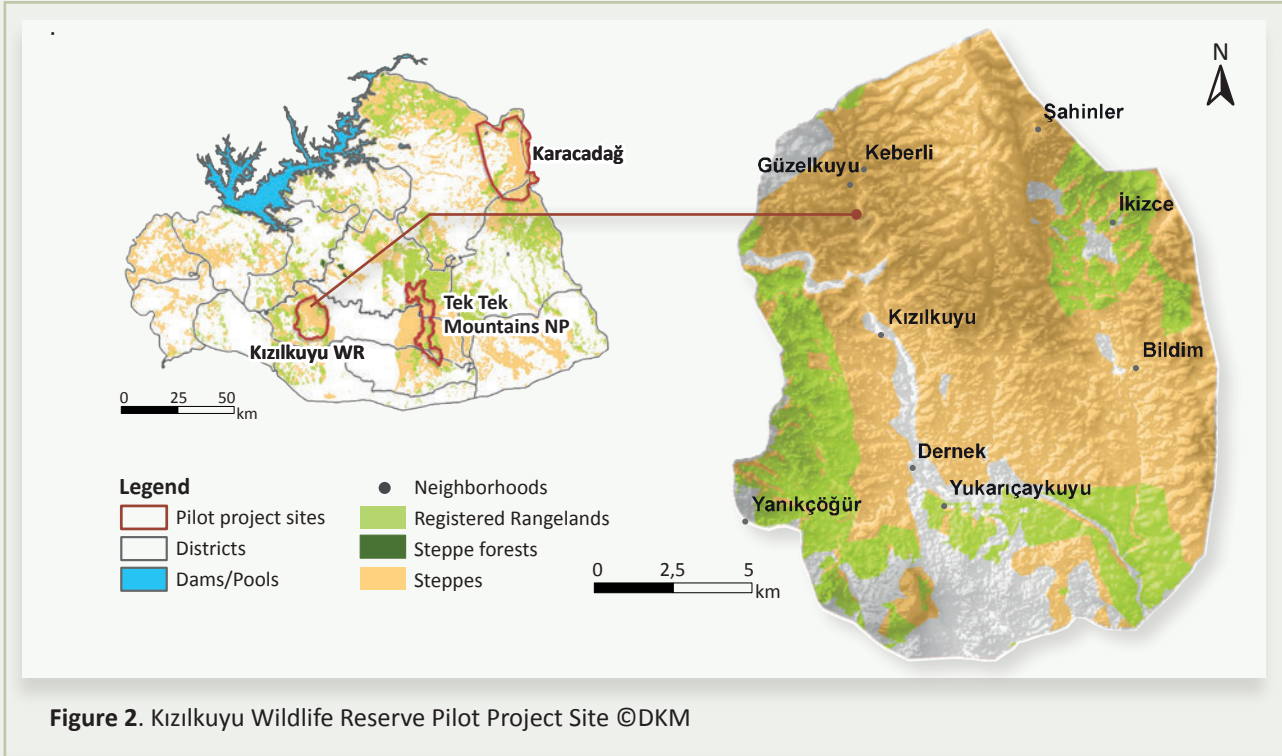 .
N
Karacadağ
Tek Tek
Mountains NP
Kızılkuyu WR
0 25 50
km
Şahinler
Keberli
Güzelkuyu
İkizce
Kızılkuyu
Bildim
Dernek
Yukarıçaykuyu
Yanıkçöğür
Legend
Pilot project sites
Districts
Dams/Pools
Neighborhoods
Registered Rangelands
Steppe forests
Steppes
0 2,5 5
km
Figure 2. Kızılkuyu Wildlife Reserve Pilot Project Site ©DKM